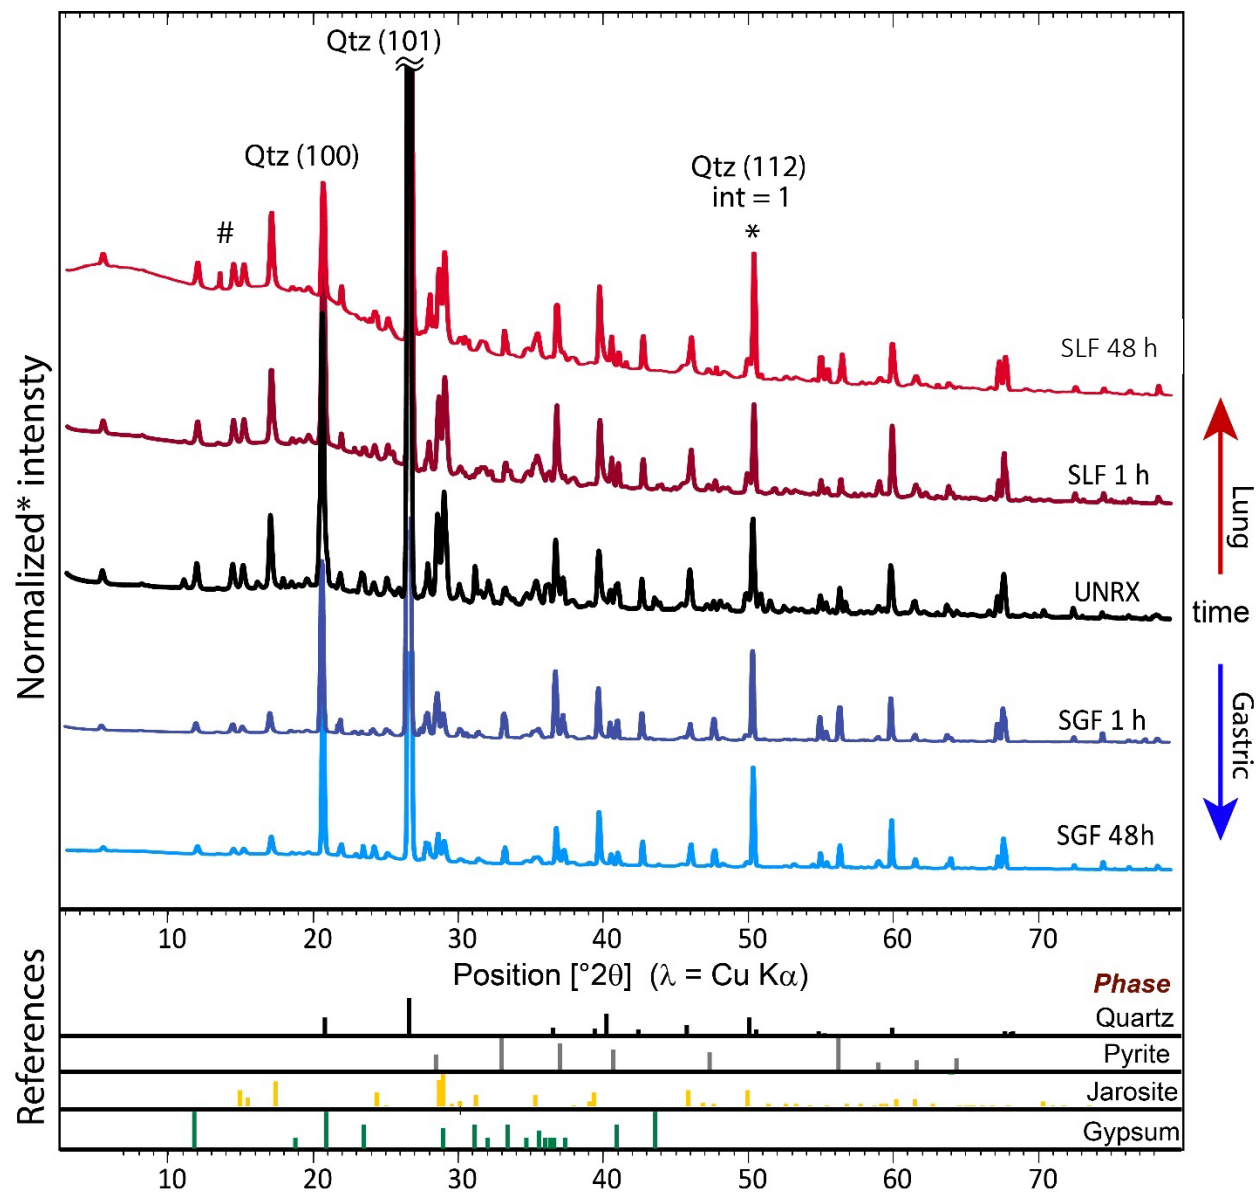 Qtz (101)
Qtz (100)
Qtz (112)
int = 1
*
#
SLF 48 h
SLF 1 h
UNRX
SGF 1 h
SGF 48h
Normalized* intensty
Lung
time
Gastric
10 20 30 40 50 60 70
Position [°2θ] (λ = Cu Kα)
References
Phase
Quartz
Pyrite
Jarosite
Gypsum
10 20 30 40 50 60 70